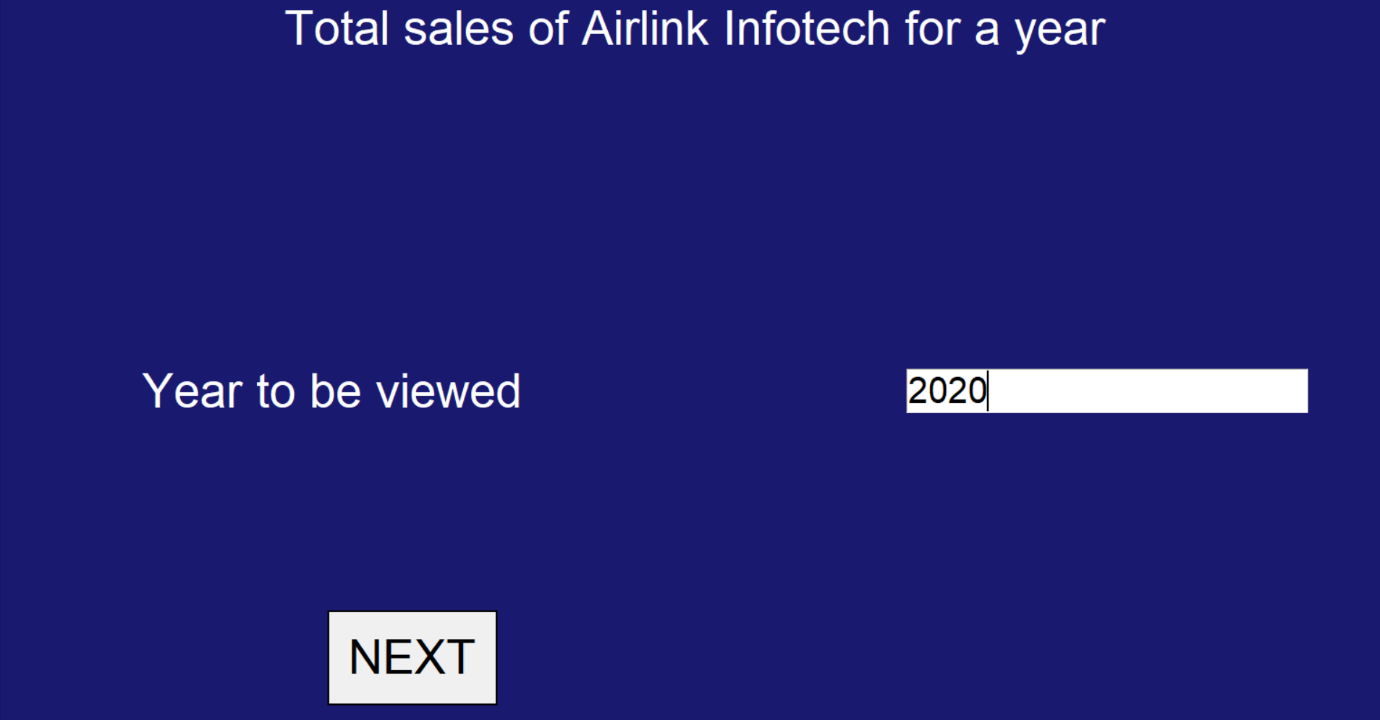 Total sales of Airlink Infotech for a year
Year to be viewed
2020
NEXT